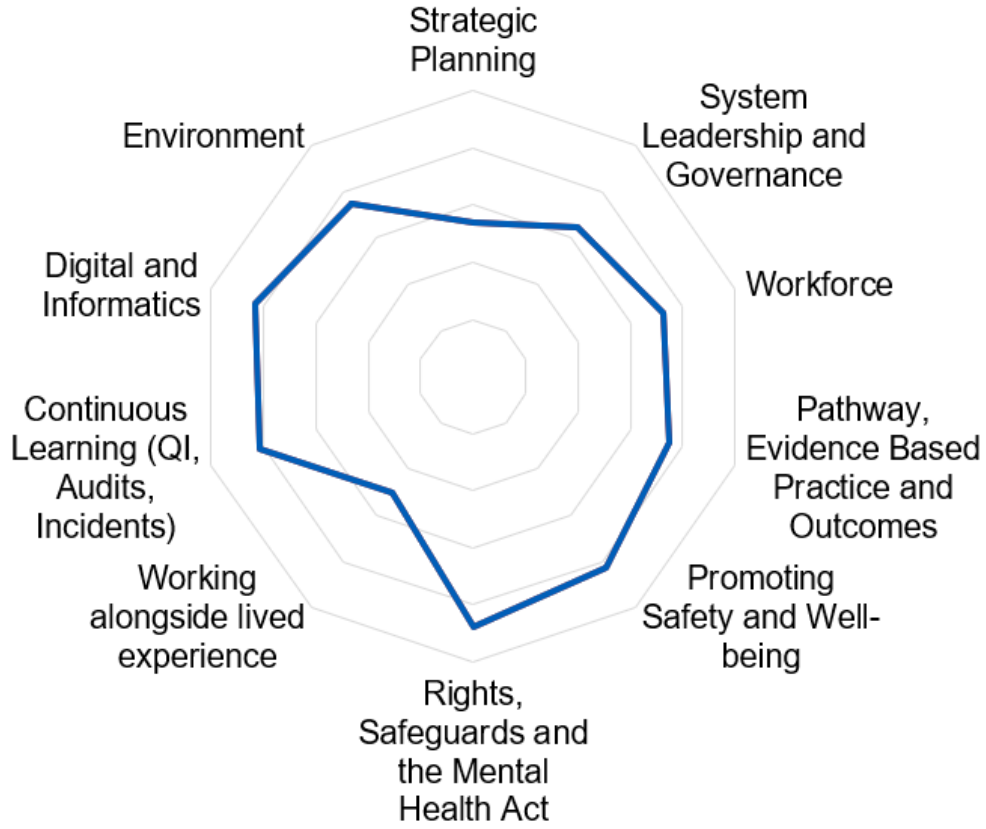 Strategic
Planning
System
Leadership and
Governance
Workforce
Pathway,
Evidence Based
Practice and
Outcomes
Promoting
Safety and Well-
being
Rights,
Safeguards and
the Mental
Health Act
Working
alongside lived
experience
Continuous
Learning (QI,
Audits,
Incidents)
Digital and
Informatics
Environment